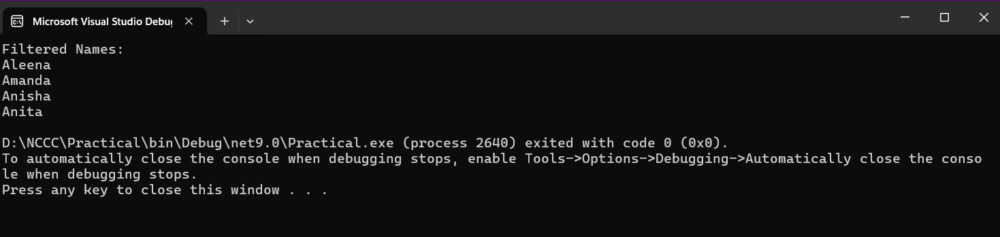 Microsoft Visual Studio Debu
Filtered Names:
Aleena
Amanda
Anisha
Anita
D:\NCCC\Practical\bin\Debug\net9.0\Practical.exe (process 2640) exited with code 0 (0x0).
To automatically close the console when debugging stops, enable Tools->Options->Debugging->Automatically close the conso
le when debugging stops.
Press any key to close this window . . .